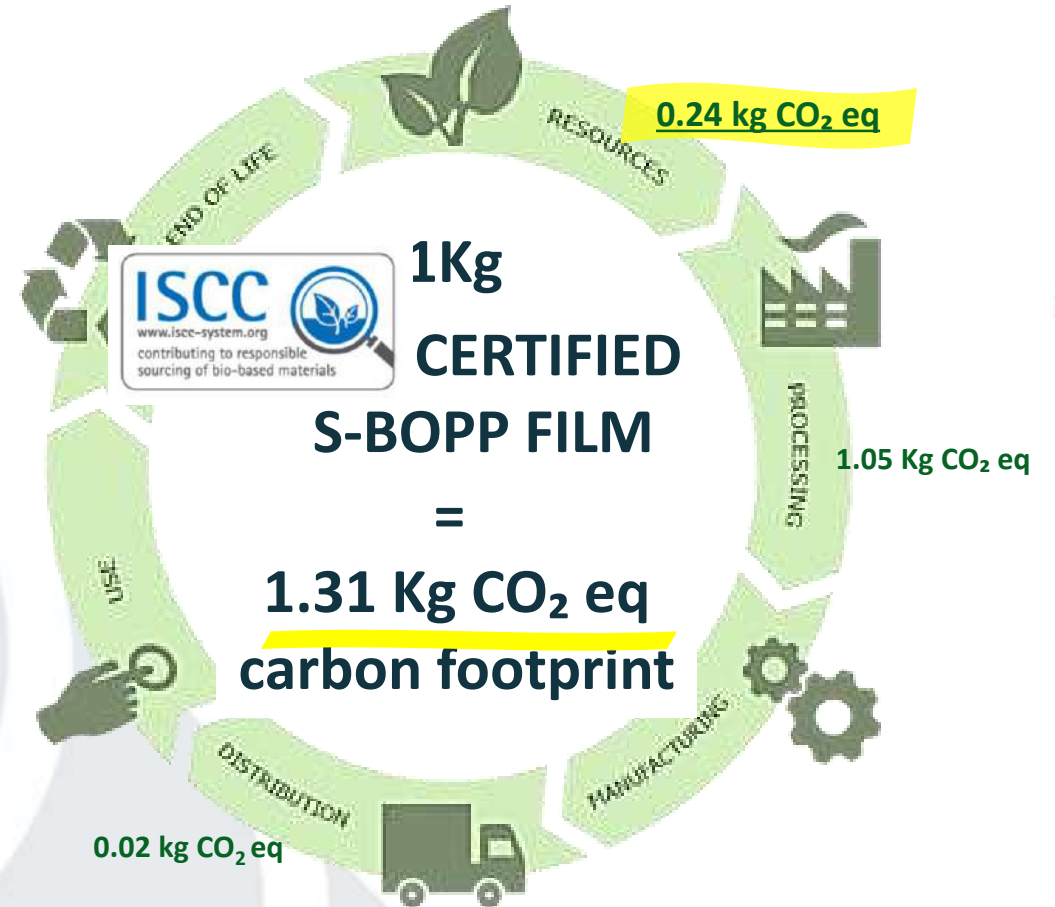 RESOURCES
0.24 kg CO₂ eq
END OF LIFE
ISCC
www.iscc-system.org
contributing to responsible
sourcing of bio-based materials
1Kg
CERTIFIED
S-BOPP FILM
=
1.31 Kg CO₂ eq
carbon footprint
PROCESSING
1.05 Kg CO₂ eq
USE
MANUFACTURING
DISTRIBUTION
0.02 kg CO₂ eq